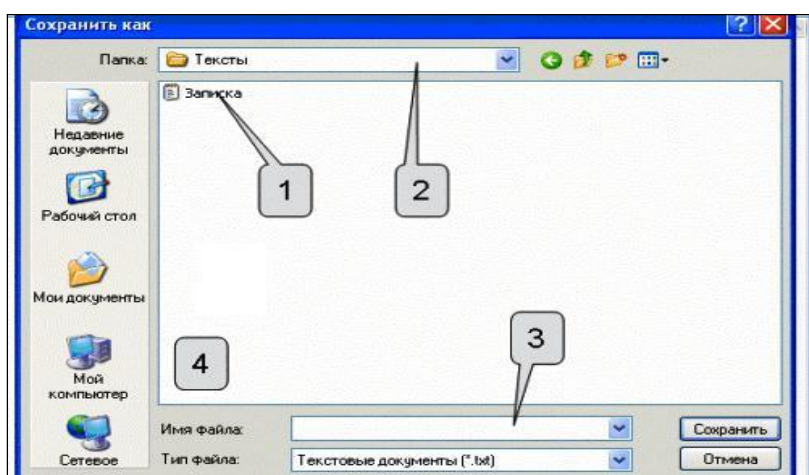 Сохранить как
Папка: Тексты
Записка
1
2
Недавние
документы
Рабочий стол
Мои документы
3
4
Мой
компьютер
Имя файла: Сохранить
Сетевое Тип файла: Текстовые документы (*.txt) Отмена